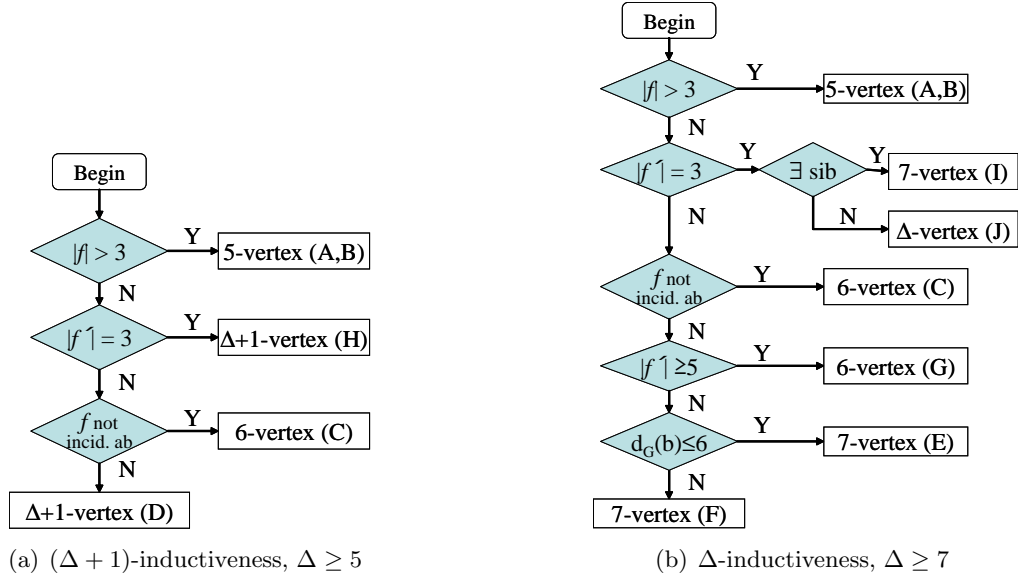 Begin
|f| > 3
Y
5-vertex (A,B)
N
|f´| = 3
Y
Δ+1-vertex (H)
N
f not
incid. ab
Y
6-vertex (C)
N
Δ+1-vertex (D)
(a) (Δ + 1)-inductiveness, Δ ≥ 5
Begin
|f| > 3
Y
5-vertex (A,B)
N
|f´| = 3
Y
∃ sib
Y
7-vertex (I)
N
Δ-vertex (J)
N
f not
incid. ab
Y
6-vertex (C)
N
|f´| ≥5
Y
6-vertex (G)
N
d_G(b)≤6
Y
7-vertex (E)
N
7-vertex (F)
(b) Δ-inductiveness, Δ ≥ 7